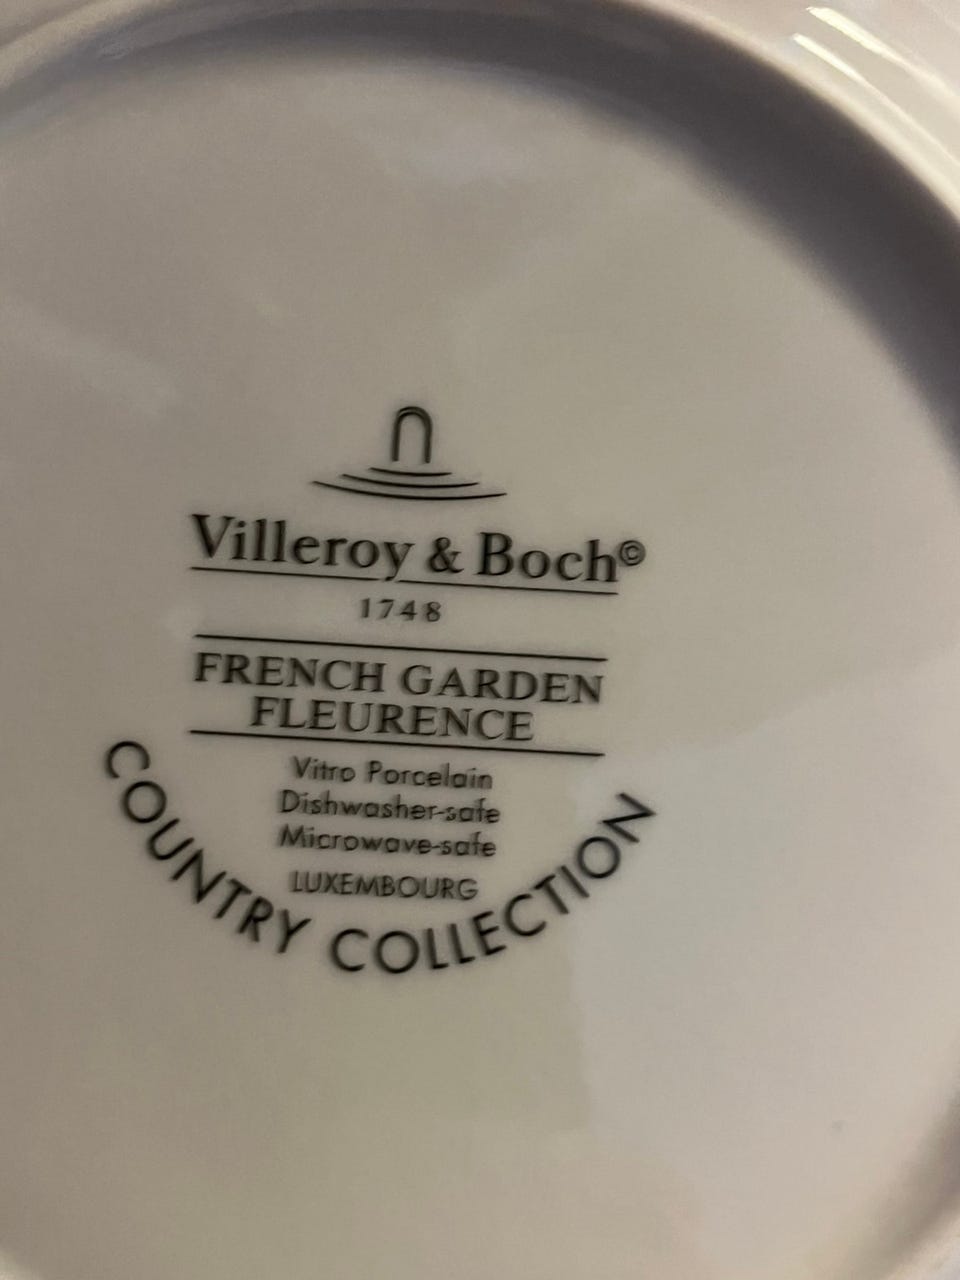 Villeroy & Boch©
1748
FRENCH GARDEN
FLEURENCE
Vitro Porcelain
Dishwasher-safe
Microwave-safe
LUXEMBOURG
COUNTRY COLLECTION